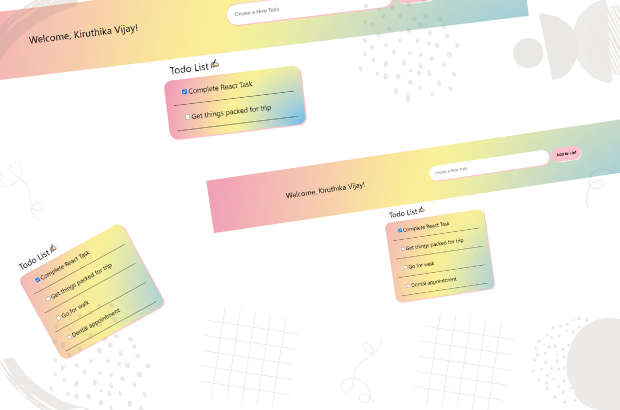 Create a New Todo
Welcome, Kiruthika Vijay!
Todo List✍
Complete React Task
Get things packed for trip
Create a New Todo
Add to List
Welcome, Kiruthika Vijay!
Todo List✍
Complete React Task
Get things packed for trip
Go for walk
Dental appointment
Todo List✍
Complete React Task
Get things packed for trip
Go for walk
Dental appointment